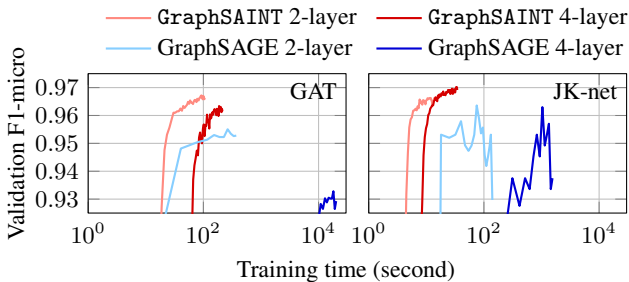 GraphSAINT 2-layer GraphSAINT 4-layer
GraphSAGE 2-layer GraphSAGE 4-layer
Validation F1-micro
0.97
0.96
0.95
0.94
0.93
GAT
JK-net
10^0 10^2 10^4 10^0 10^2 10^4
Training time (second)